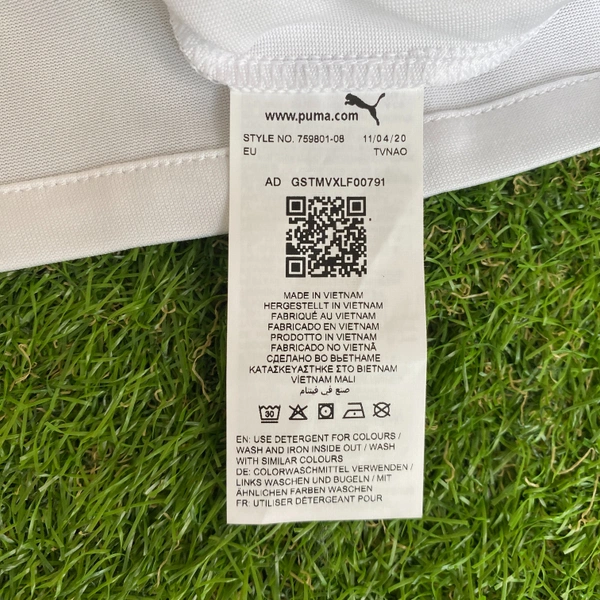 www.puma.com
STYLE NO. 759801-08 11/04/20
EU TVNAO
AD GSTMVXLF00791
MADE IN VIETNAM
HERGESTELLT IN VIETNAM
FABRIQUÉ AU VIETNAM
FABRICADO EN VIETNAM
PRODOTTO IN VIETNAM
FABRICADO NO VIETNÃ
СДЕЛАНО ВО ВЬЕТНАМЕ
ΚΑΤΑΣΚΕΥΑΣΤΗΚΕ ΣΤΟ ΒΙΕΤΝΑΜ
VİETNAM MALI
صنع في فيتنام
30
EN: USE DETERGENT FOR COLOURS /
WASH AND IRON INSIDE OUT / WASH
WITH SIMILAR COLOURS
DE: COLORWASCHMITTEL VERWENDEN /
LINKS WASCHEN UND BUGELN / MIT
ÄHNLICHEN FARBEN WASCHEN
FR: UTILISER DÉTERGENT POUR